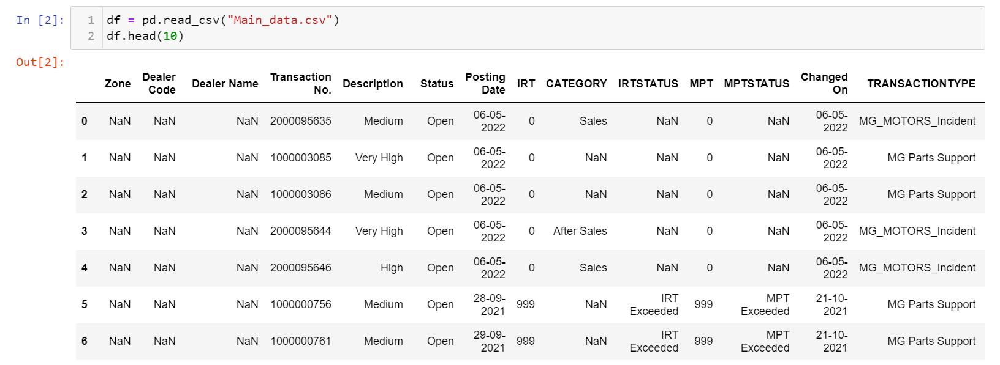 In [2]:
1 df = pd.read_csv("Main_data.csv")
2 df.head(10)
Out[2]:
Zone Dealer Code Dealer Name Transaction No. Description Status Posting Date IRT CATEGORY IRTSTATUS MPT MPTSTATUS Changed On TRANSACTIONTYPE
0 NaN NaN NaN 2000095635 Medium Open 06-05-2022 0 Sales NaN 0 NaN 06-05-2022 MG_MOTORS_Incident
1 NaN NaN NaN 1000003085 Very High Open 06-05-2022 0 NaN NaN 0 NaN 06-05-2022 MG Parts Support
2 NaN NaN NaN 1000003086 Medium Open 06-05-2022 0 NaN NaN 0 NaN 06-05-2022 MG Parts Support
3 NaN NaN NaN 2000095644 Very High Open 06-05-2022 0 After Sales NaN 0 NaN 06-05-2022 MG_MOTORS_Incident
4 NaN NaN NaN 2000095646 High Open 06-05-2022 0 Sales NaN 0 NaN 06-05-2022 MG_MOTORS_Incident
5 NaN NaN NaN 1000000756 Medium Open 28-09-2021 999 NaN IRT Exceeded 999 MPT Exceeded 21-10-2021 MG Parts Support
6 NaN NaN NaN 1000000761 Medium Open 29-09-2021 999 NaN IRT Exceeded 999 MPT Exceeded 21-10-2021 MG Parts Support